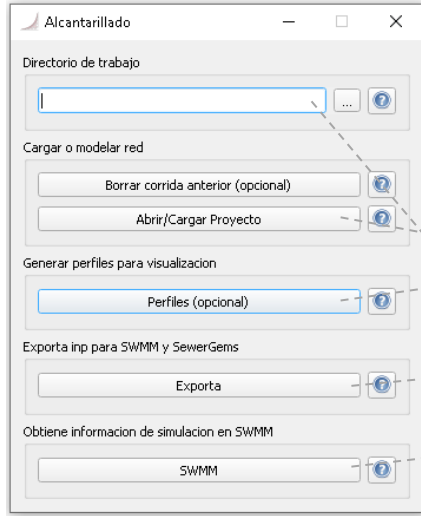 Alcantarillado
Directorio de trabajo
...
Cargar o modelar red
Borrar corrida anterior (opcional)
Abrir/Cargar Proyecto
Generar perfiles para visualizacion
Perfiles (opcional)
Exporta inp para SWMM y SewerGems
Exporta
Obtiene informacion de simulacion en SWMM
SWMM